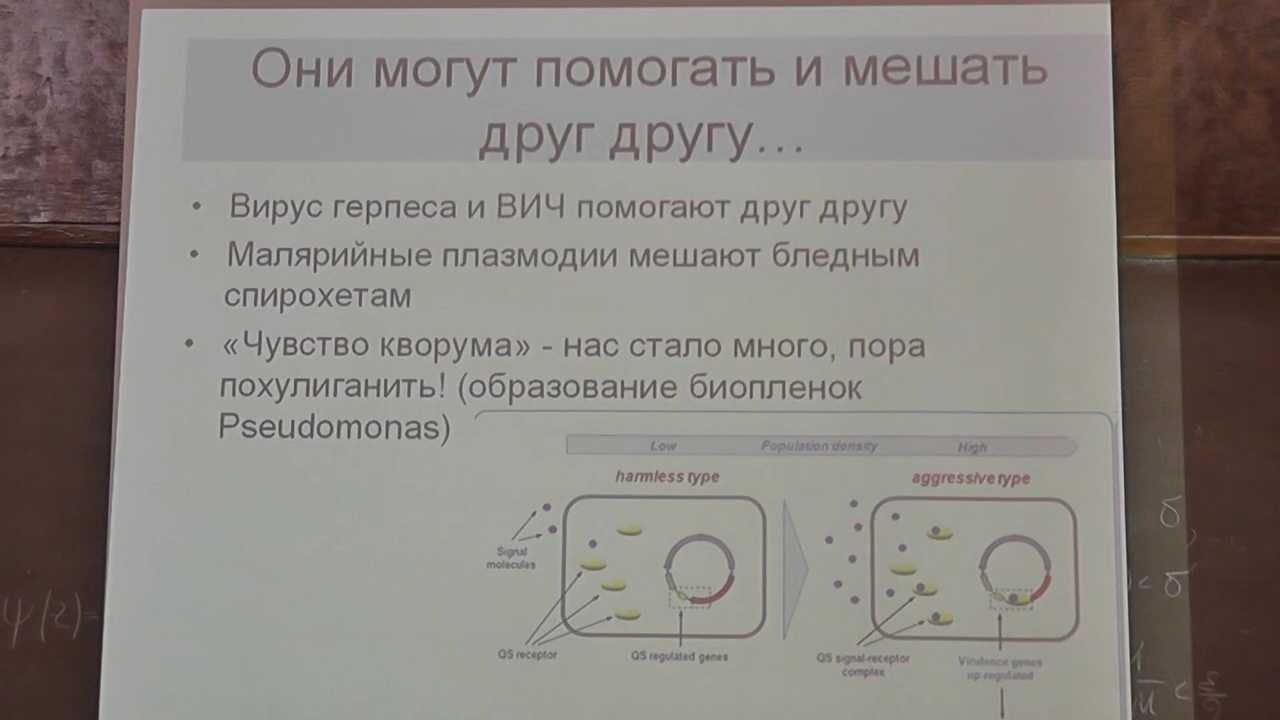 Они могут помогать и мешать
друг другу...
• Вирус герпеса и ВИЧ помогают друг другу
• Малярийные плазмодии мешают бледным
спирохетам
• «Чувство кворума» - нас стало много, пора
похулиганить! (образование биопленок
Pseudomonas)
Low Population density High
harmless type aggressive type
Signal
molecules
QS receptor QS regulated genes QS signal-receptor
complex
Virulence genes
up-regulated
ψ(z)=